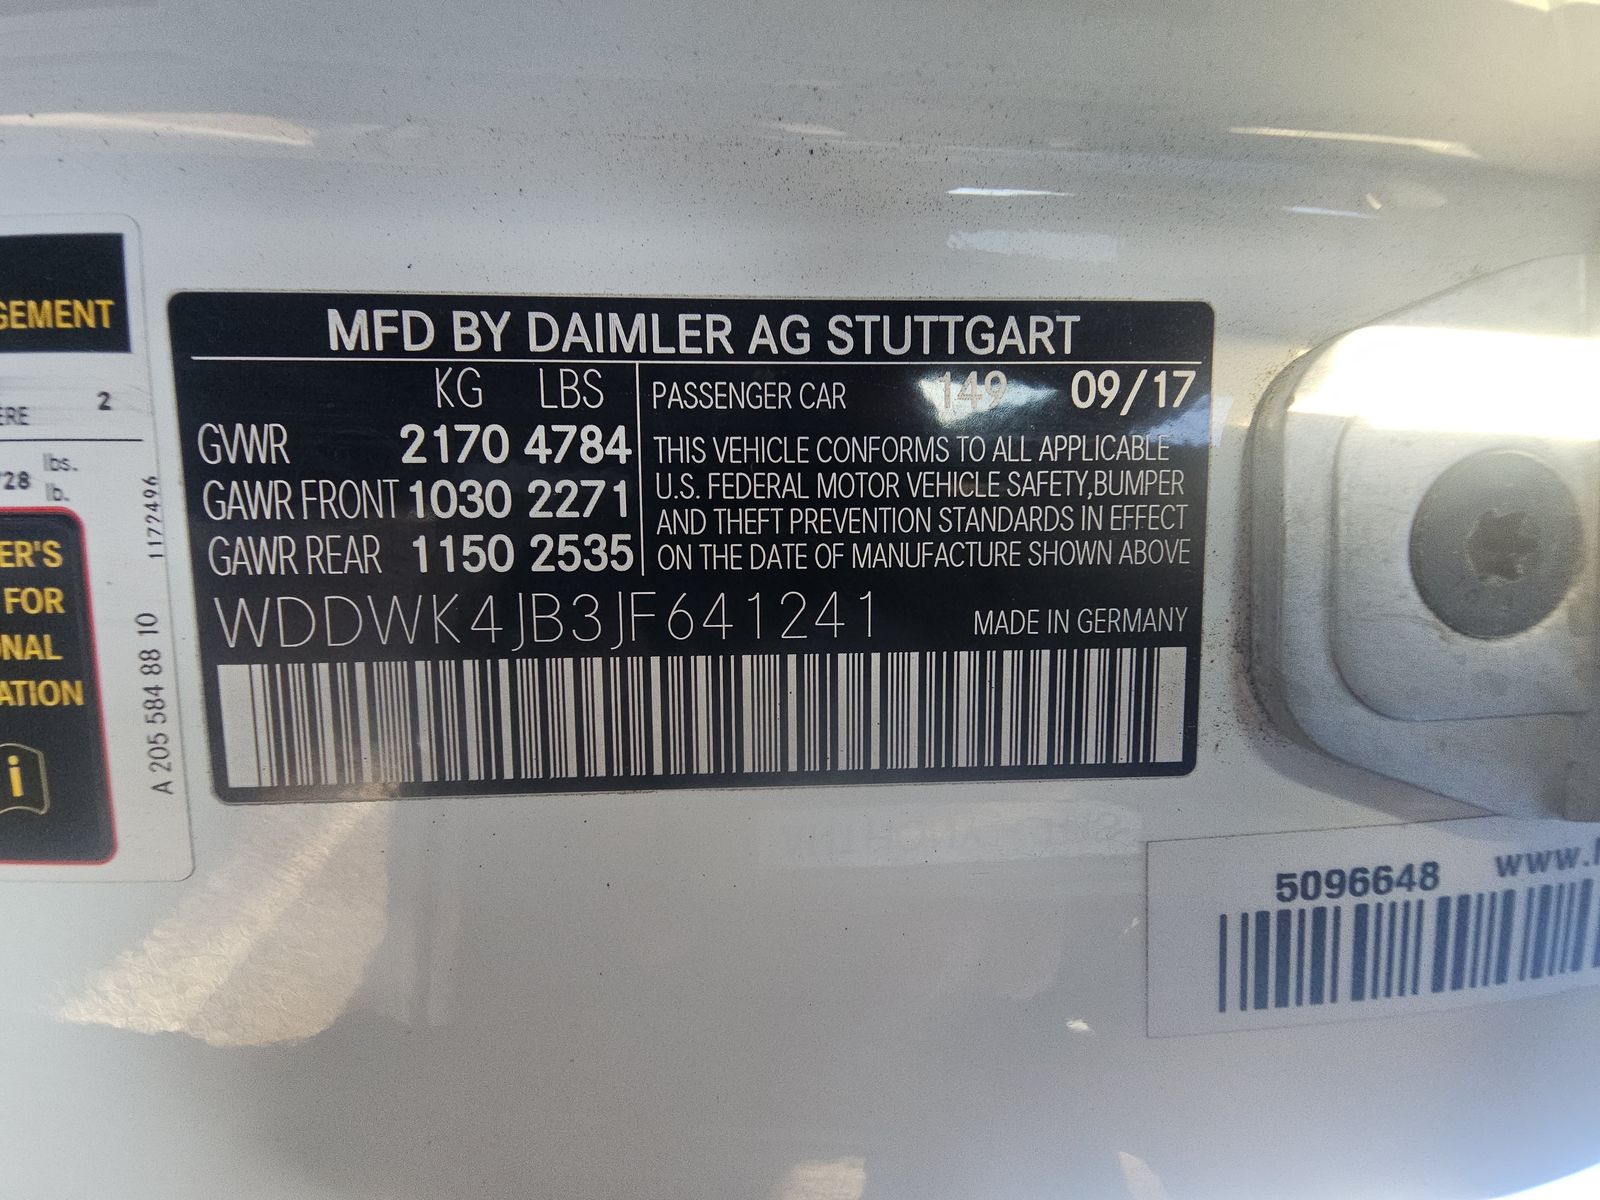 GEMENT
ÈRE 2
lbs.
728 lb.
ER'S
FOR
ONAL
ATION
i
A 205 584 88 10 1172496
MFD BY DAIMLER AG STUTTGART
KG LBS
GVWR 2170 4784
GAWR FRONT 1030 2271
GAWR REAR 1150 2535
PASSENGER CAR 149 09/17
THIS VEHICLE CONFORMS TO ALL APPLICABLE
U.S. FEDERAL MOTOR VEHICLE SAFETY,BUMPER
AND THEFT PREVENTION STANDARDS IN EFFECT
ON THE DATE OF MANUFACTURE SHOWN ABOVE
WDDWK4JB3JF641241 MADE IN GERMANY
5096648 www.